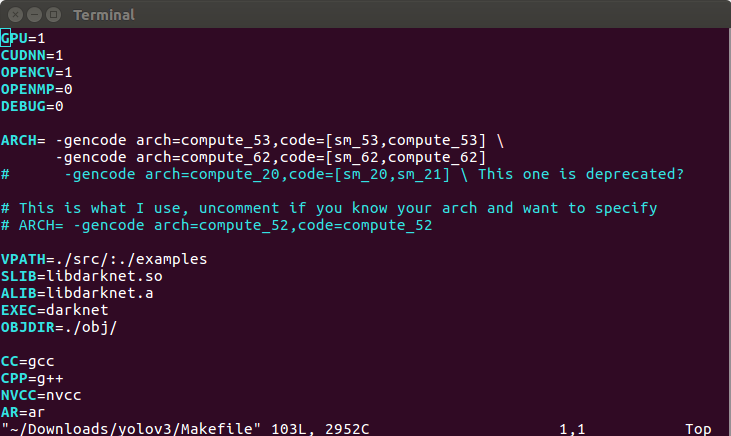 Terminal
GPU=1
CUDNN=1
OPENCV=1
OPENMP=0
DEBUG=0
ARCH= -gencode arch=compute_53,code=[sm_53,compute_53] \
-gencode arch=compute_62,code=[sm_62,compute_62]
#      -gencode arch=compute_20,code=[sm_20,sm_21] \ This one is deprecated?
# This is what I use, uncomment if you know your arch and want to specify
# ARCH= -gencode arch=compute_52,code=compute_52
VPATH=./src/:./examples
SLIB=libdarknet.so
ALIB=libdarknet.a
EXEC=darknet
OBJDIR=./obj/
CC=gcc
CPP=g++
NVCC=nvcc
AR=ar
"~/Downloads/yolov3/Makefile" 103L, 2952C 1,1 Top